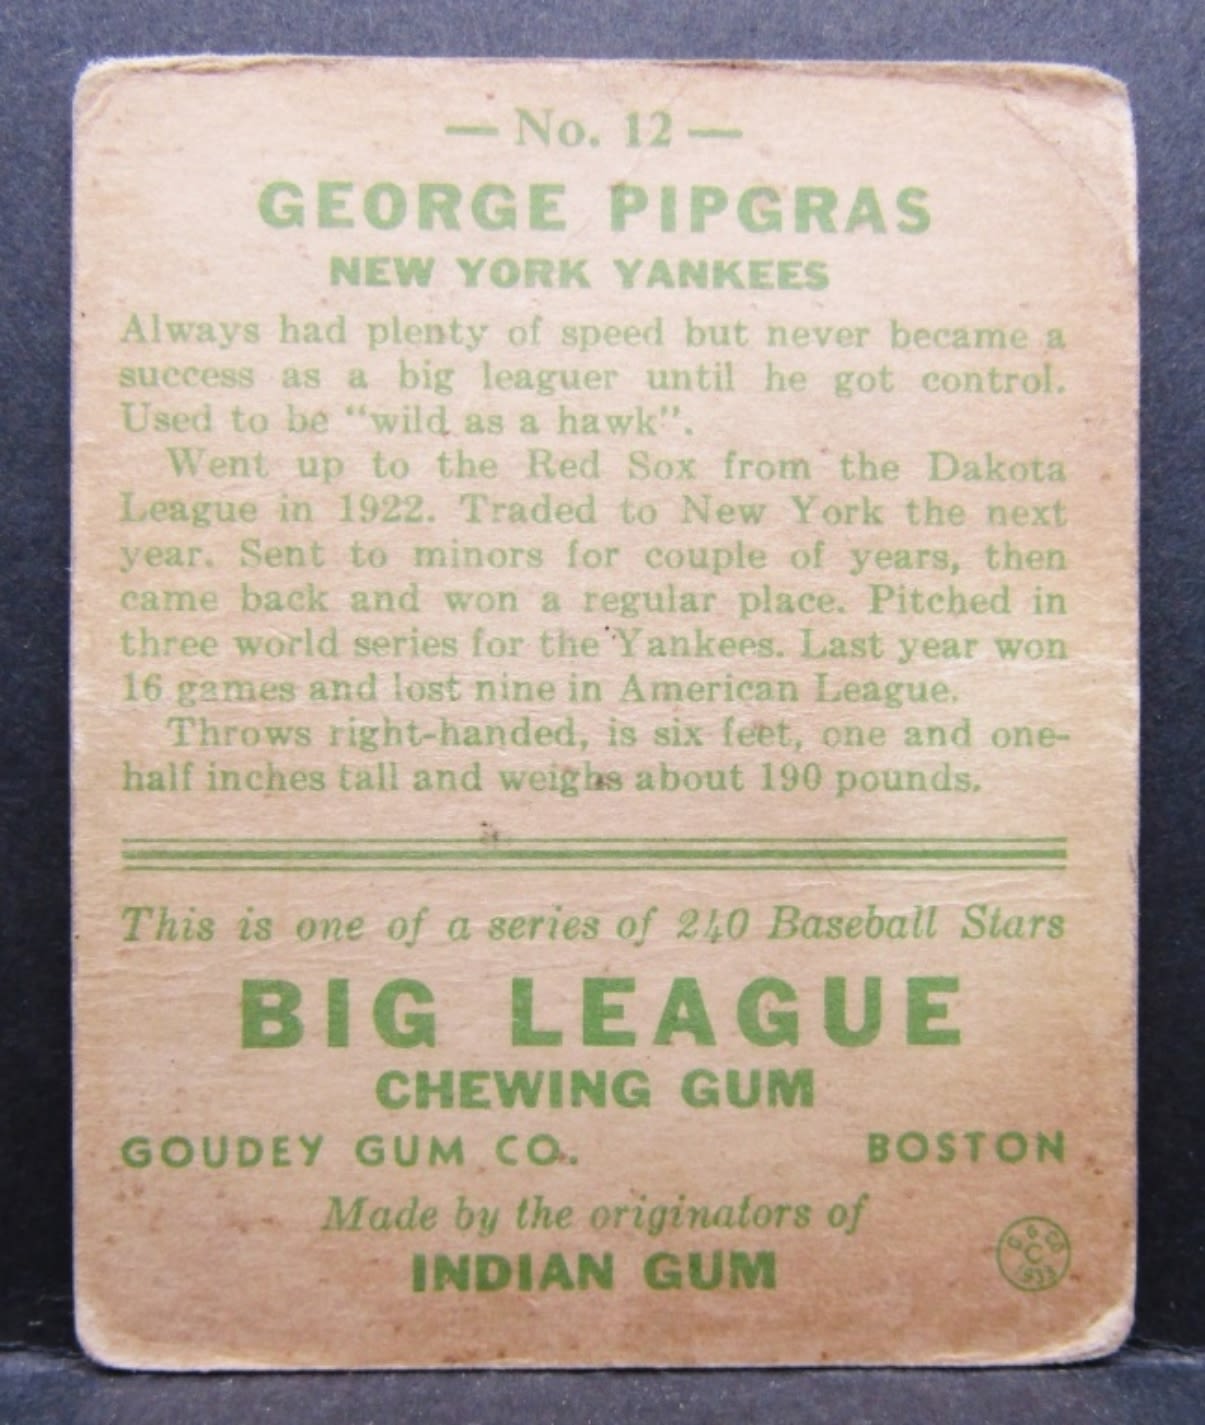 — No. 12 —
GEORGE PIPGRAS
NEW YORK YANKEES
Always had plenty of speed but never became a
success as a big leaguer until he got control.
Used to be "wild as a hawk".
Went up to the Red Sox from the Dakota
League in 1922. Traded to New York the next
year. Sent to minors for couple of years, then
came back and won a regular place. Pitched in
three world series for the Yankees. Last year won
16 games and lost nine in American League.
Throws right-handed, is six feet, one and one-
half inches tall and weighs about 190 pounds.
This is one of a series of 240 Baseball Stars
BIG LEAGUE
CHEWING GUM
GOUDEY GUM CO. BOSTON
Made by the originators of
INDIAN GUM
G. G. CO.
C
1933